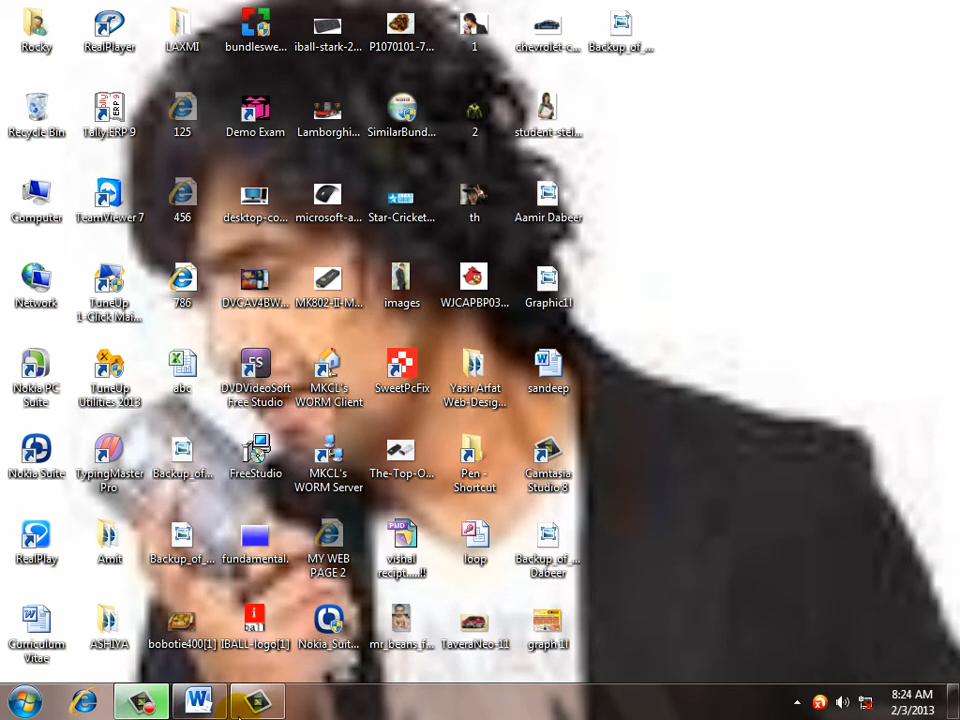 Rocky
RealPlayer
LAXMI
bundleswe...
iball-stark-2...
P1070101-7...
1
chevrolet-c...
Backup_of_...
Recycle Bin
Tally.ERP 9
125
Demo Exam
Lamborghi...
SimilarBund...
2
student-stel...
Computer
TeamViewer 7
456
desktop-co...
microsoft-a...
Star-Cricket...
th
Aamir Dabeer
Network
TuneUp
1-Click Mai...
786
DVGAV4BW...
MK802-II-M...
images
WJCAPBP03...
Graphic1!
Nokia PC
Suite
TuneUp
Utilities 2013
abc
DVDVideoSoft
Free Studio
MKCL's
WORM Client
SweetPcFix
Yasir Arfat
Web-Desig...
sandeep
Nokia Suite
TypingMaster
Pro
Backup_of...
FreeStudio
MKCL's
WORM Server
The-Top-O...
Pen -
Shortcut
Camtasia
Studio 8
RealPlay
Amit
Backup_of_...
fundamental.
MY WEB
PAGE 2
vishal
recipt.....!!
loop
Backup_of_...
Dabeer
Curriculum
Vitae
ASHIYA
bobotie400[1]
IBALL-logo[1]
Nokia_Suit...
mr_beans_f...
TaveraNeo-11
graph1!
8:24 AM
2/3/2013